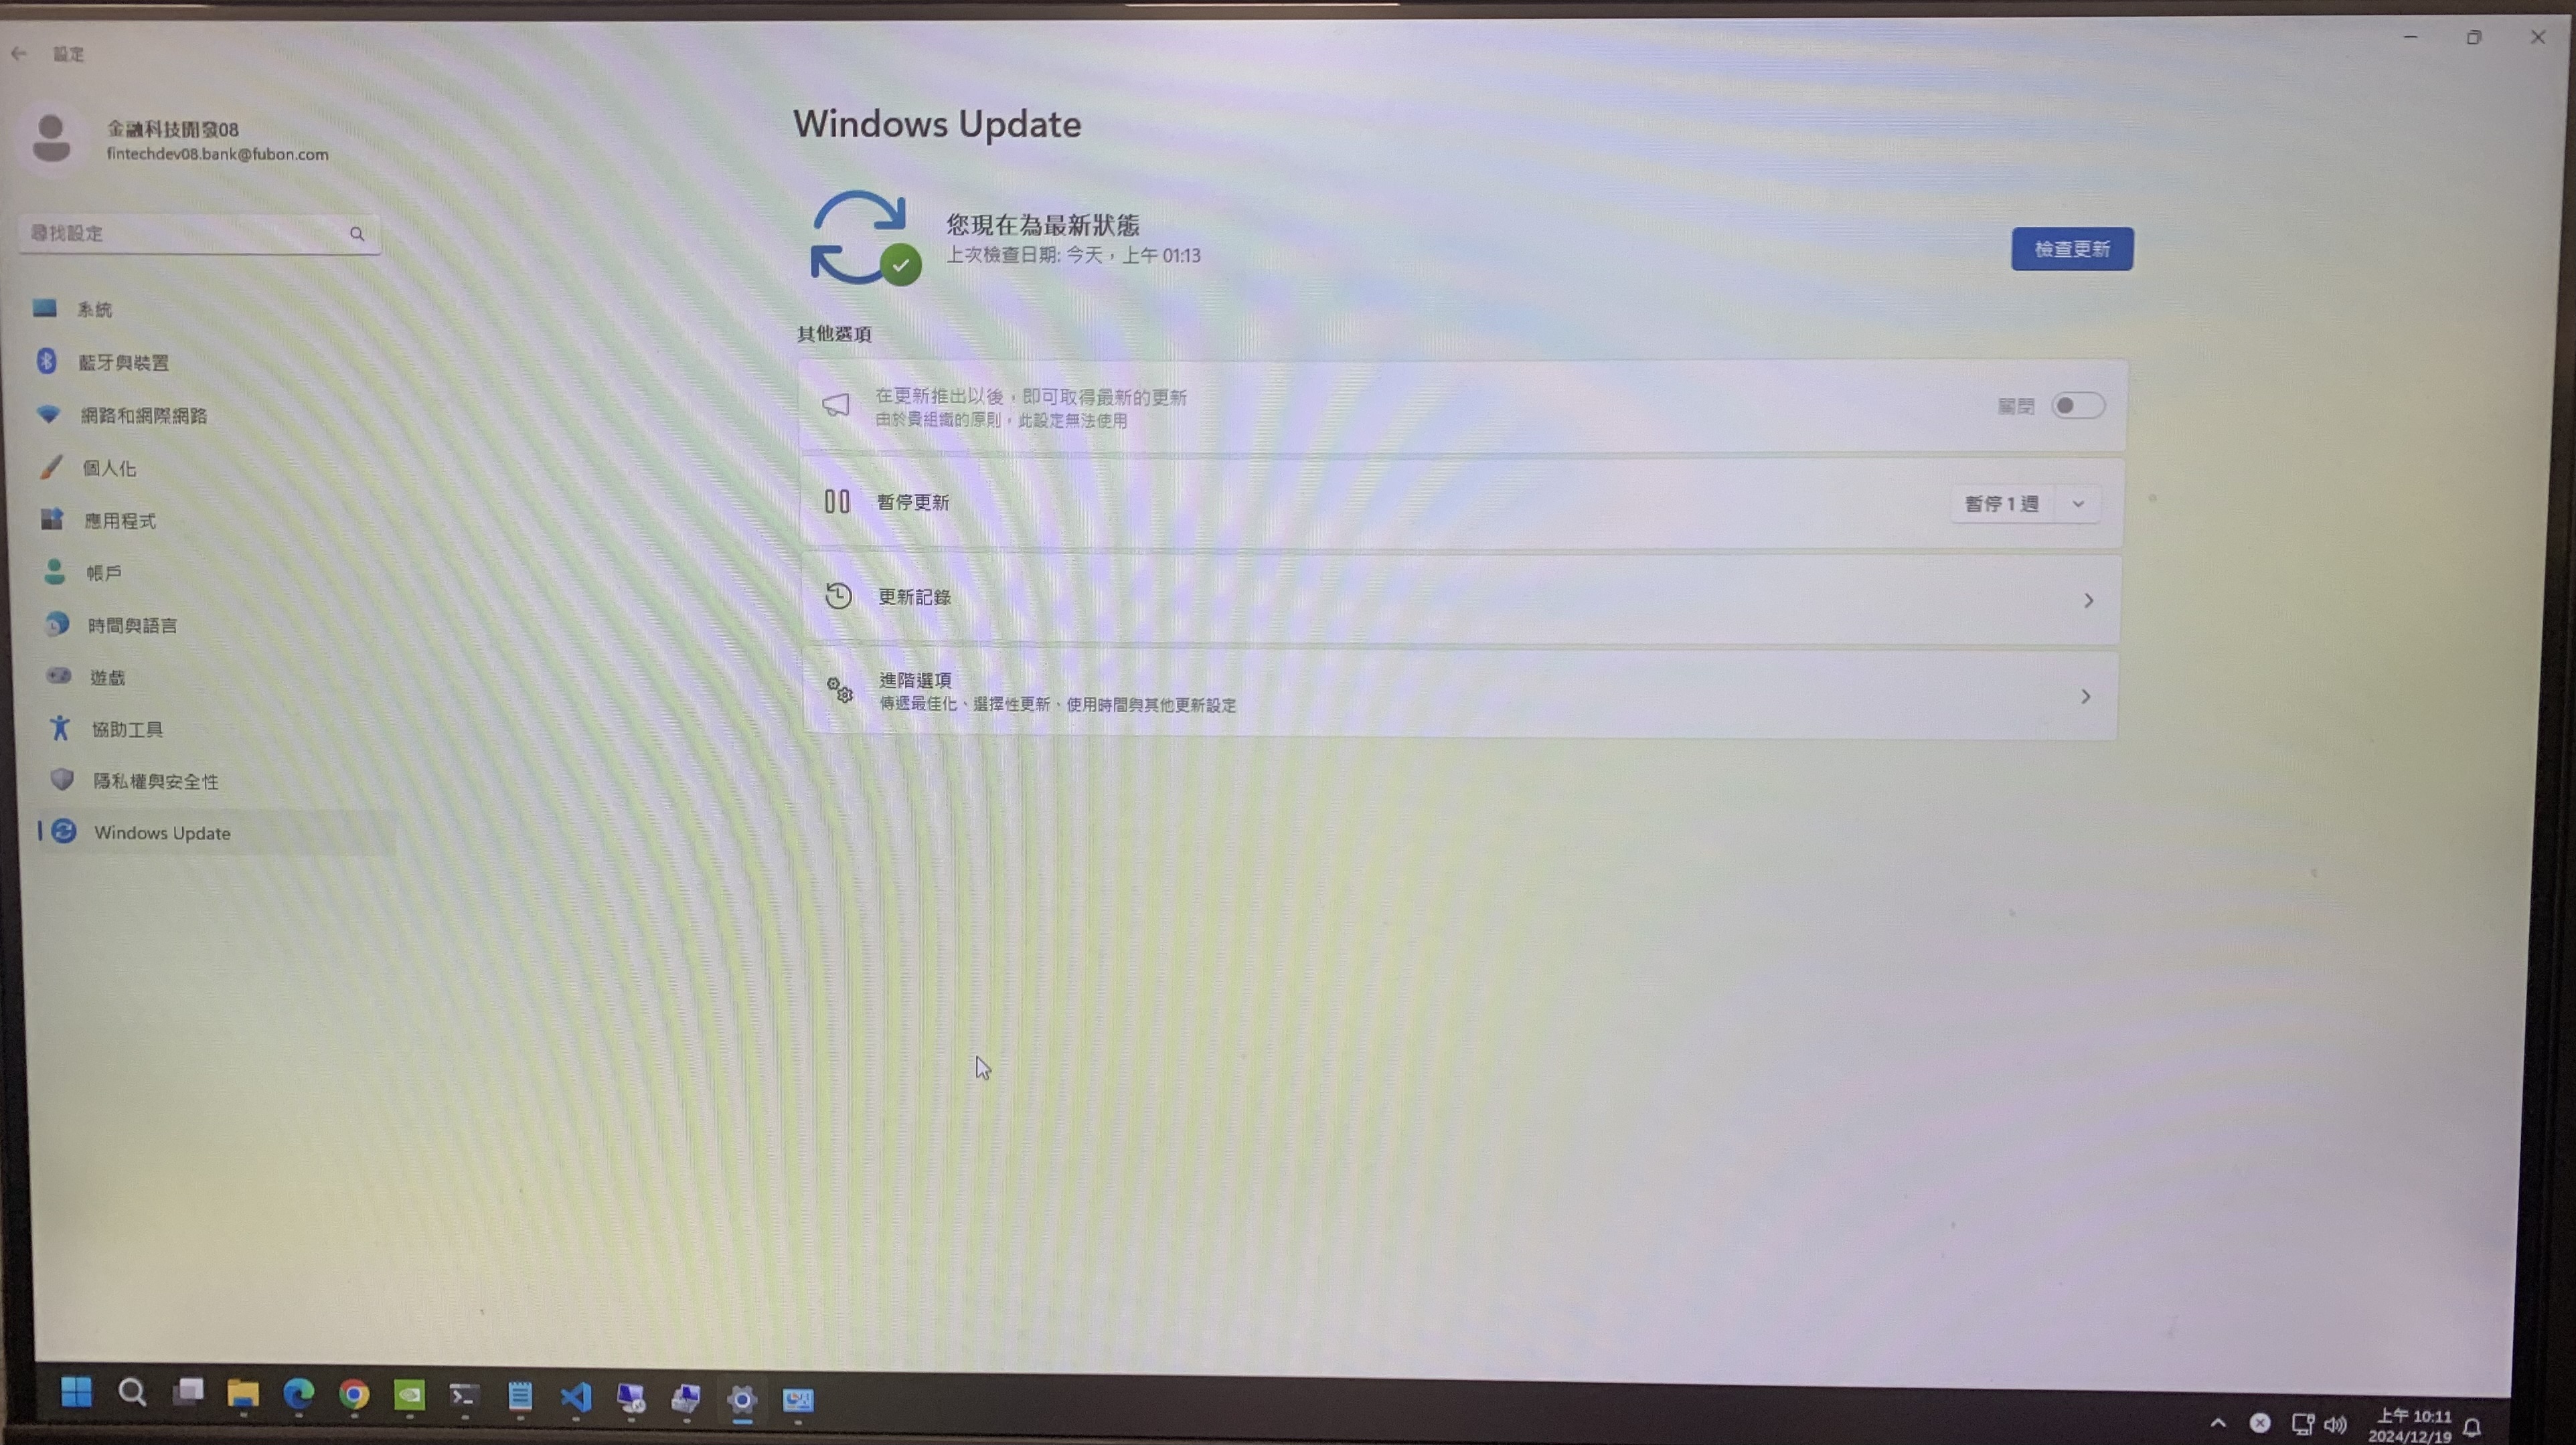 設定
金融科技開發08
fintechdev08.bank@fubon.com
尋找設定
系統
藍牙與裝置
網路和網際網路
個人化
應用程式
帳戶
時間與語言
遊戲
協助工具
隱私權與安全性
Windows Update
Windows Update
您現在為最新狀態
上次檢查日期: 今天，上午 01:13
檢查更新
其他選項
在更新推出以後，即可取得最新的更新
由於貴組織的原則，此設定無法使用
關閉
暫停更新
暫停 1 週
更新記錄
進階選項
傳遞最佳化、選擇性更新、使用時間與其他更新設定
上午 10:11
2024/12/19